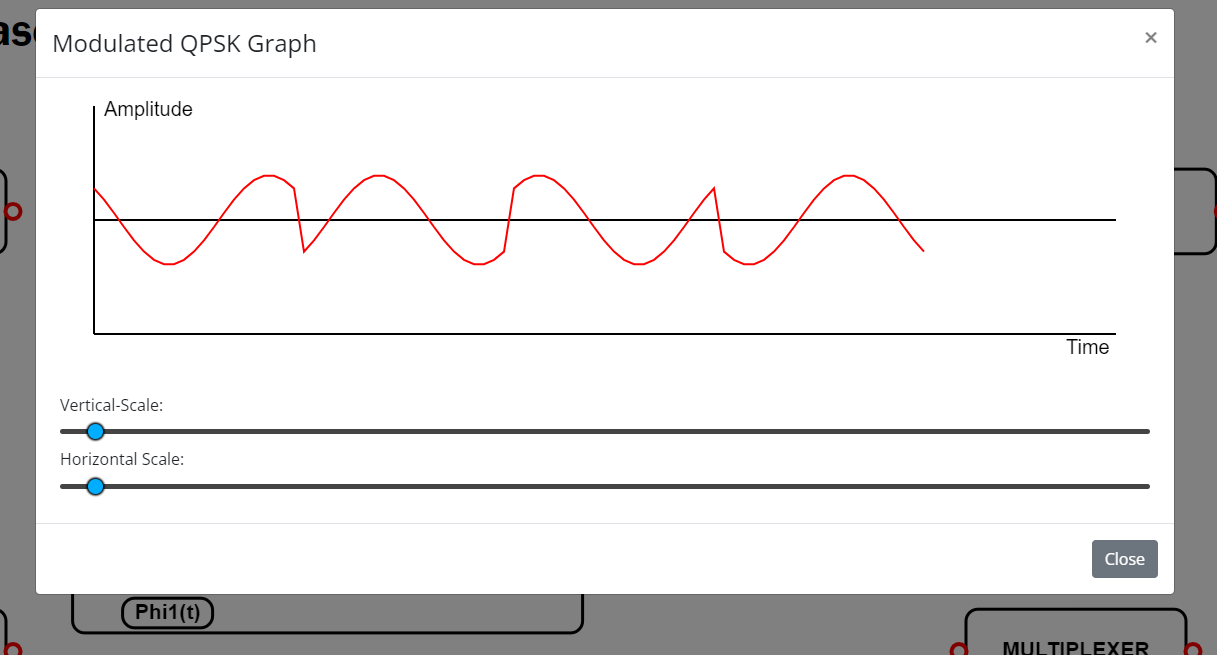 Modulated QPSK Graph
×
Amplitude
Time
Vertical-Scale:
Horizontal Scale:
Close
Phi1(t)
MULTIPLEXER